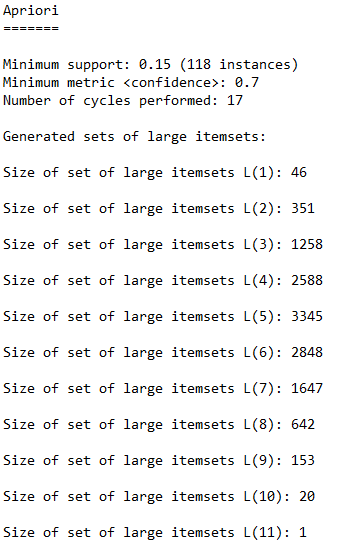 Apriori
=======
Minimum support: 0.15 (118 instances)
Minimum metric <confidence>: 0.7
Number of cycles performed: 17
Generated sets of large itemsets:
Size of set of large itemsets L(1): 46
Size of set of large itemsets L(2): 351
Size of set of large itemsets L(3): 1258
Size of set of large itemsets L(4): 2588
Size of set of large itemsets L(5): 3345
Size of set of large itemsets L(6): 2848
Size of set of large itemsets L(7): 1647
Size of set of large itemsets L(8): 642
Size of set of large itemsets L(9): 153
Size of set of large itemsets L(10): 20
Size of set of large itemsets L(11): 1